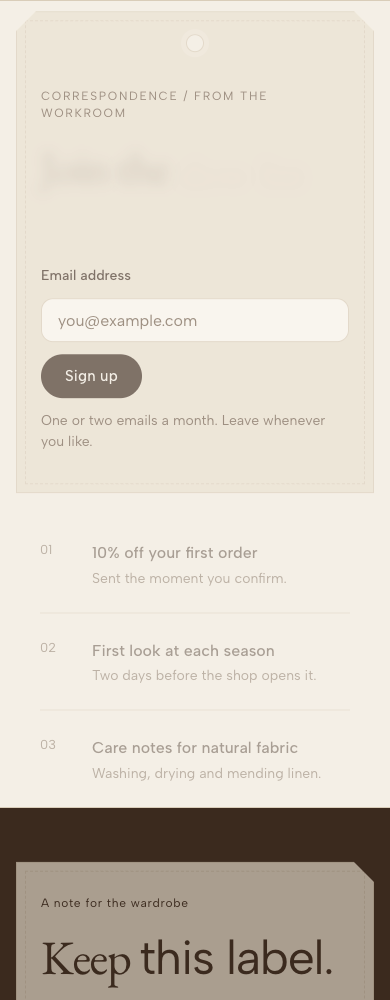 CORRESPONDENCE / FROM THE
WORKROOM
Join the
Email address
you@example.com
Sign up
One or two emails a month. Leave whenever
you like.
01
10% off your first order
Sent the moment you confirm.
02
First look at each season
Two days before the shop opens it.
03
Care notes for natural fabric
Washing, drying and mending linen.
A note for the wardrobe
Keep this label.